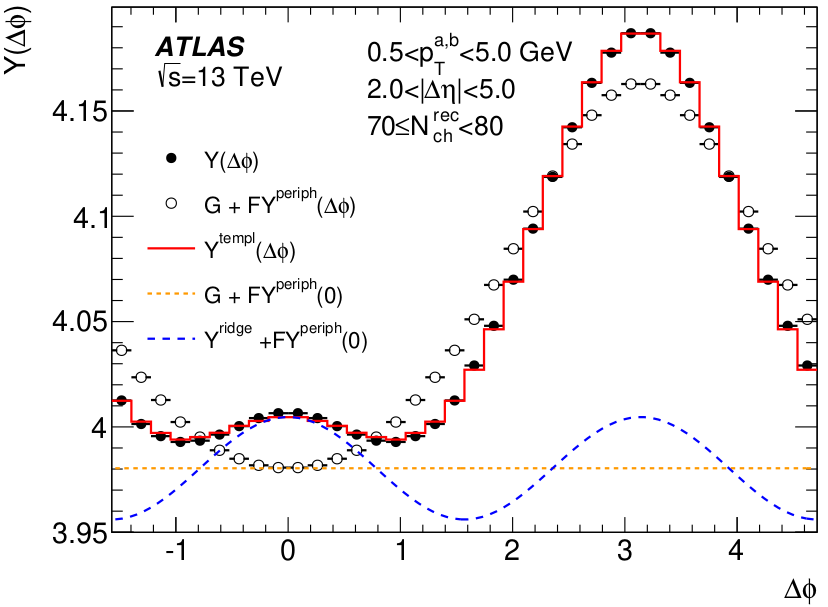 Y(Δϕ)
ATLAS
√s=13 TeV
0.5<p_T^{a,b}<5.0 GeV
2.0<|Δη|<5.0
70≤N_{ch}^{rec}<80
Y(Δϕ)
G + FY^{periph}(Δϕ)
Y^{templ}(Δϕ)
G + FY^{periph}(0)
Y^{ridge} +FY^{periph}(0)
4.15
4.1
4.05
4
3.95
-1 0 1 2 3 4
Δϕ